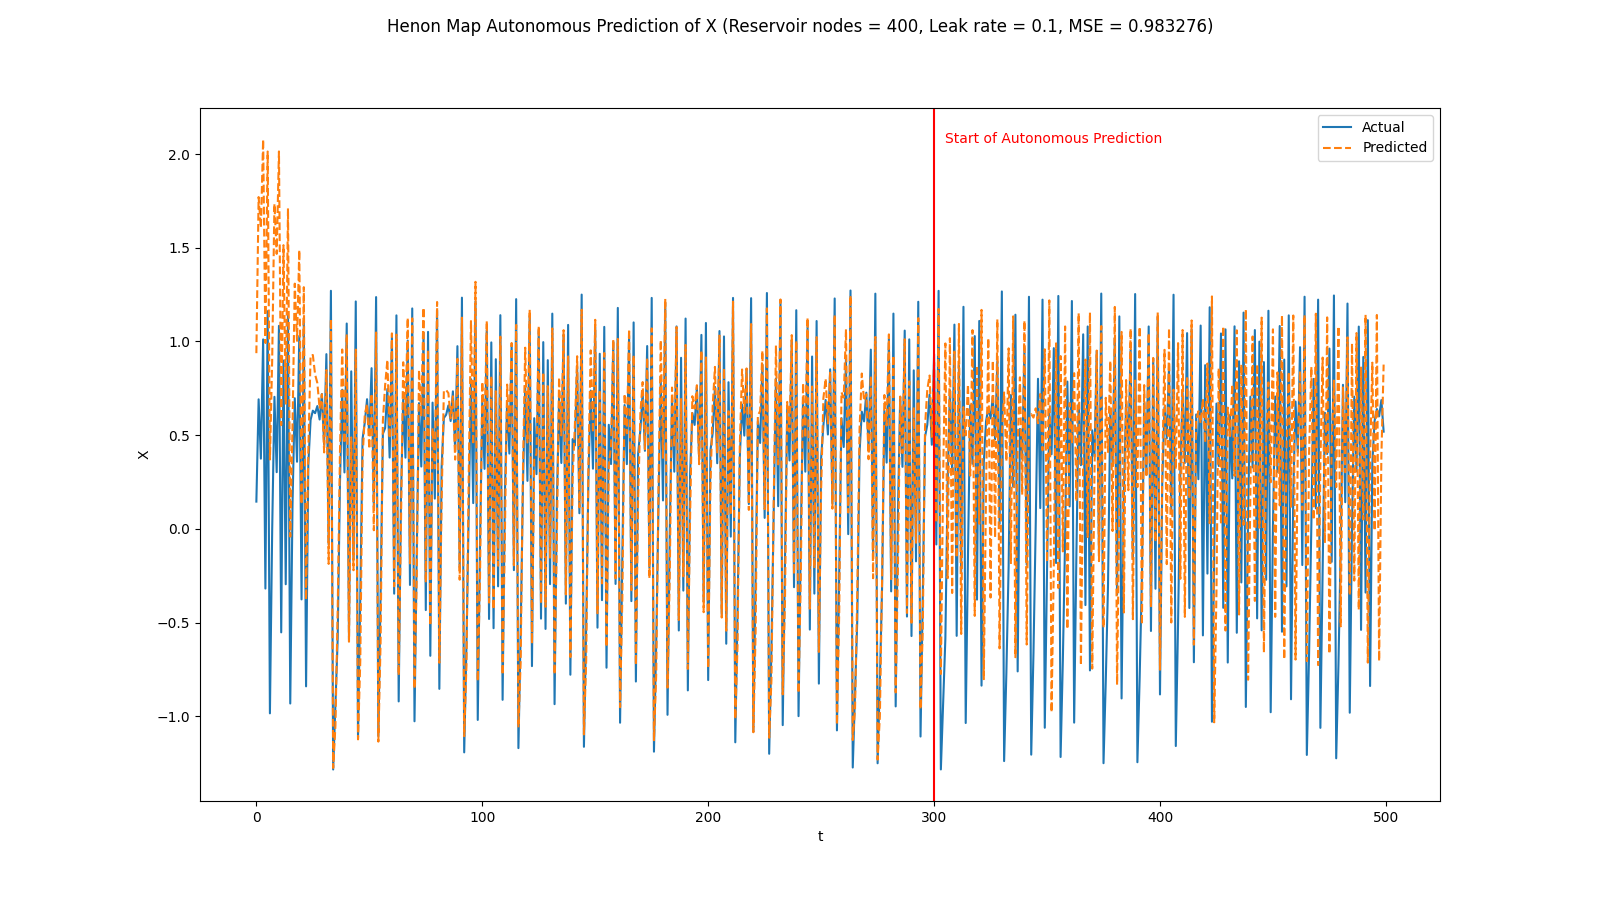 Henon Map Autonomous Prediction of X (Reservoir nodes = 400, Leak rate = 0.1, MSE = 0.983276)
Start of Autonomous Prediction
Actual
Predicted
2.0
1.5
1.0
0.5
0.0
−0.5
−1.0
X
0 100 200 300 400 500
t